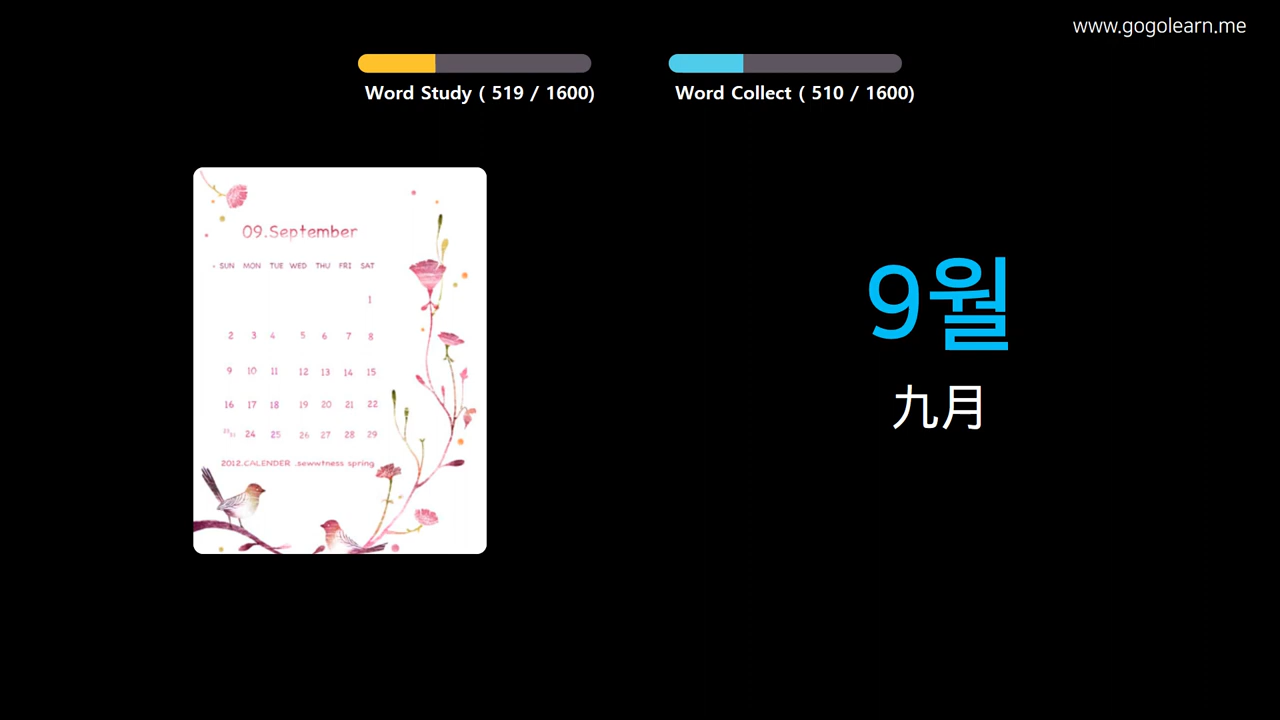 www.gogolearn.me
Word Study ( 519 / 1600)
Word Collect ( 510 / 1600)
09.September
SUN MON TUE WED THU FRI SAT
1
2 3 4 5 6 7 8
9 10 11 12 13 14 15
16 17 18 19 20 21 22
24 25 26 27 28 29
2012.CALENDER .sewwtness spring
9월
九月